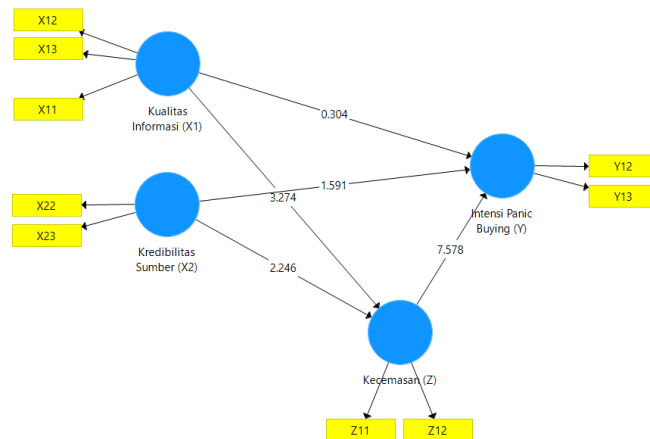 X12
X13
X11
Kualitas
Informasi (X1)
0.304
X22
X23
Kredibilitas
Sumber (X2)
1.591
3.274
2.246
Y12
Y13
Intensi Panic
Buying (Y)
7.578
Kecemasan (Z)
Z11
Z12